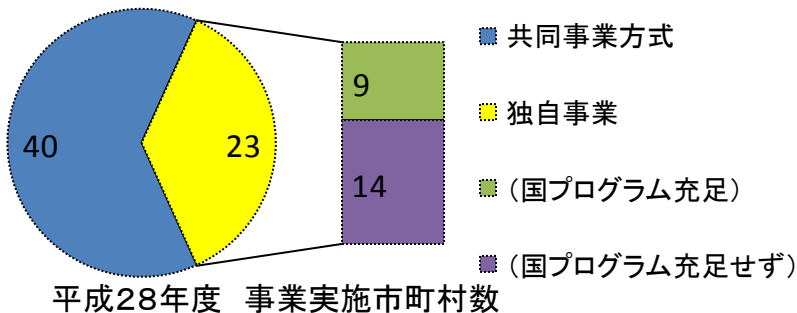 共同事業方式
9
独自事業
40
23
14
(国プログラム充足)
(国プログラム充足せず)
平成28年度 事業実施市町村数